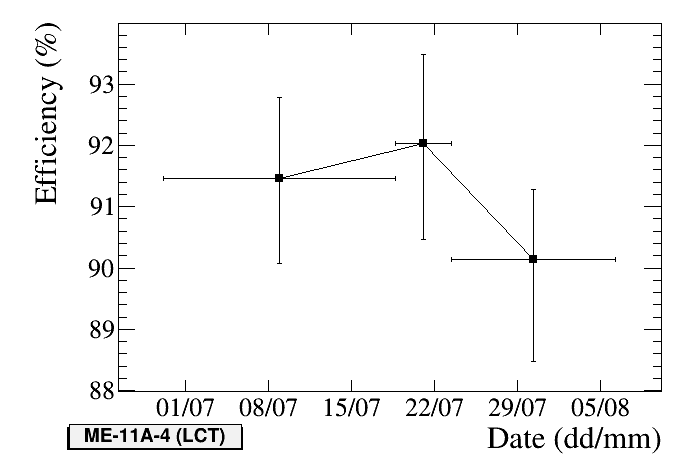 Efficiency (%)
93
92
91
90
89
88
01/07 08/07 15/07 22/07 29/07 05/08
ME-11A-4 (LCT)
Date (dd/mm)